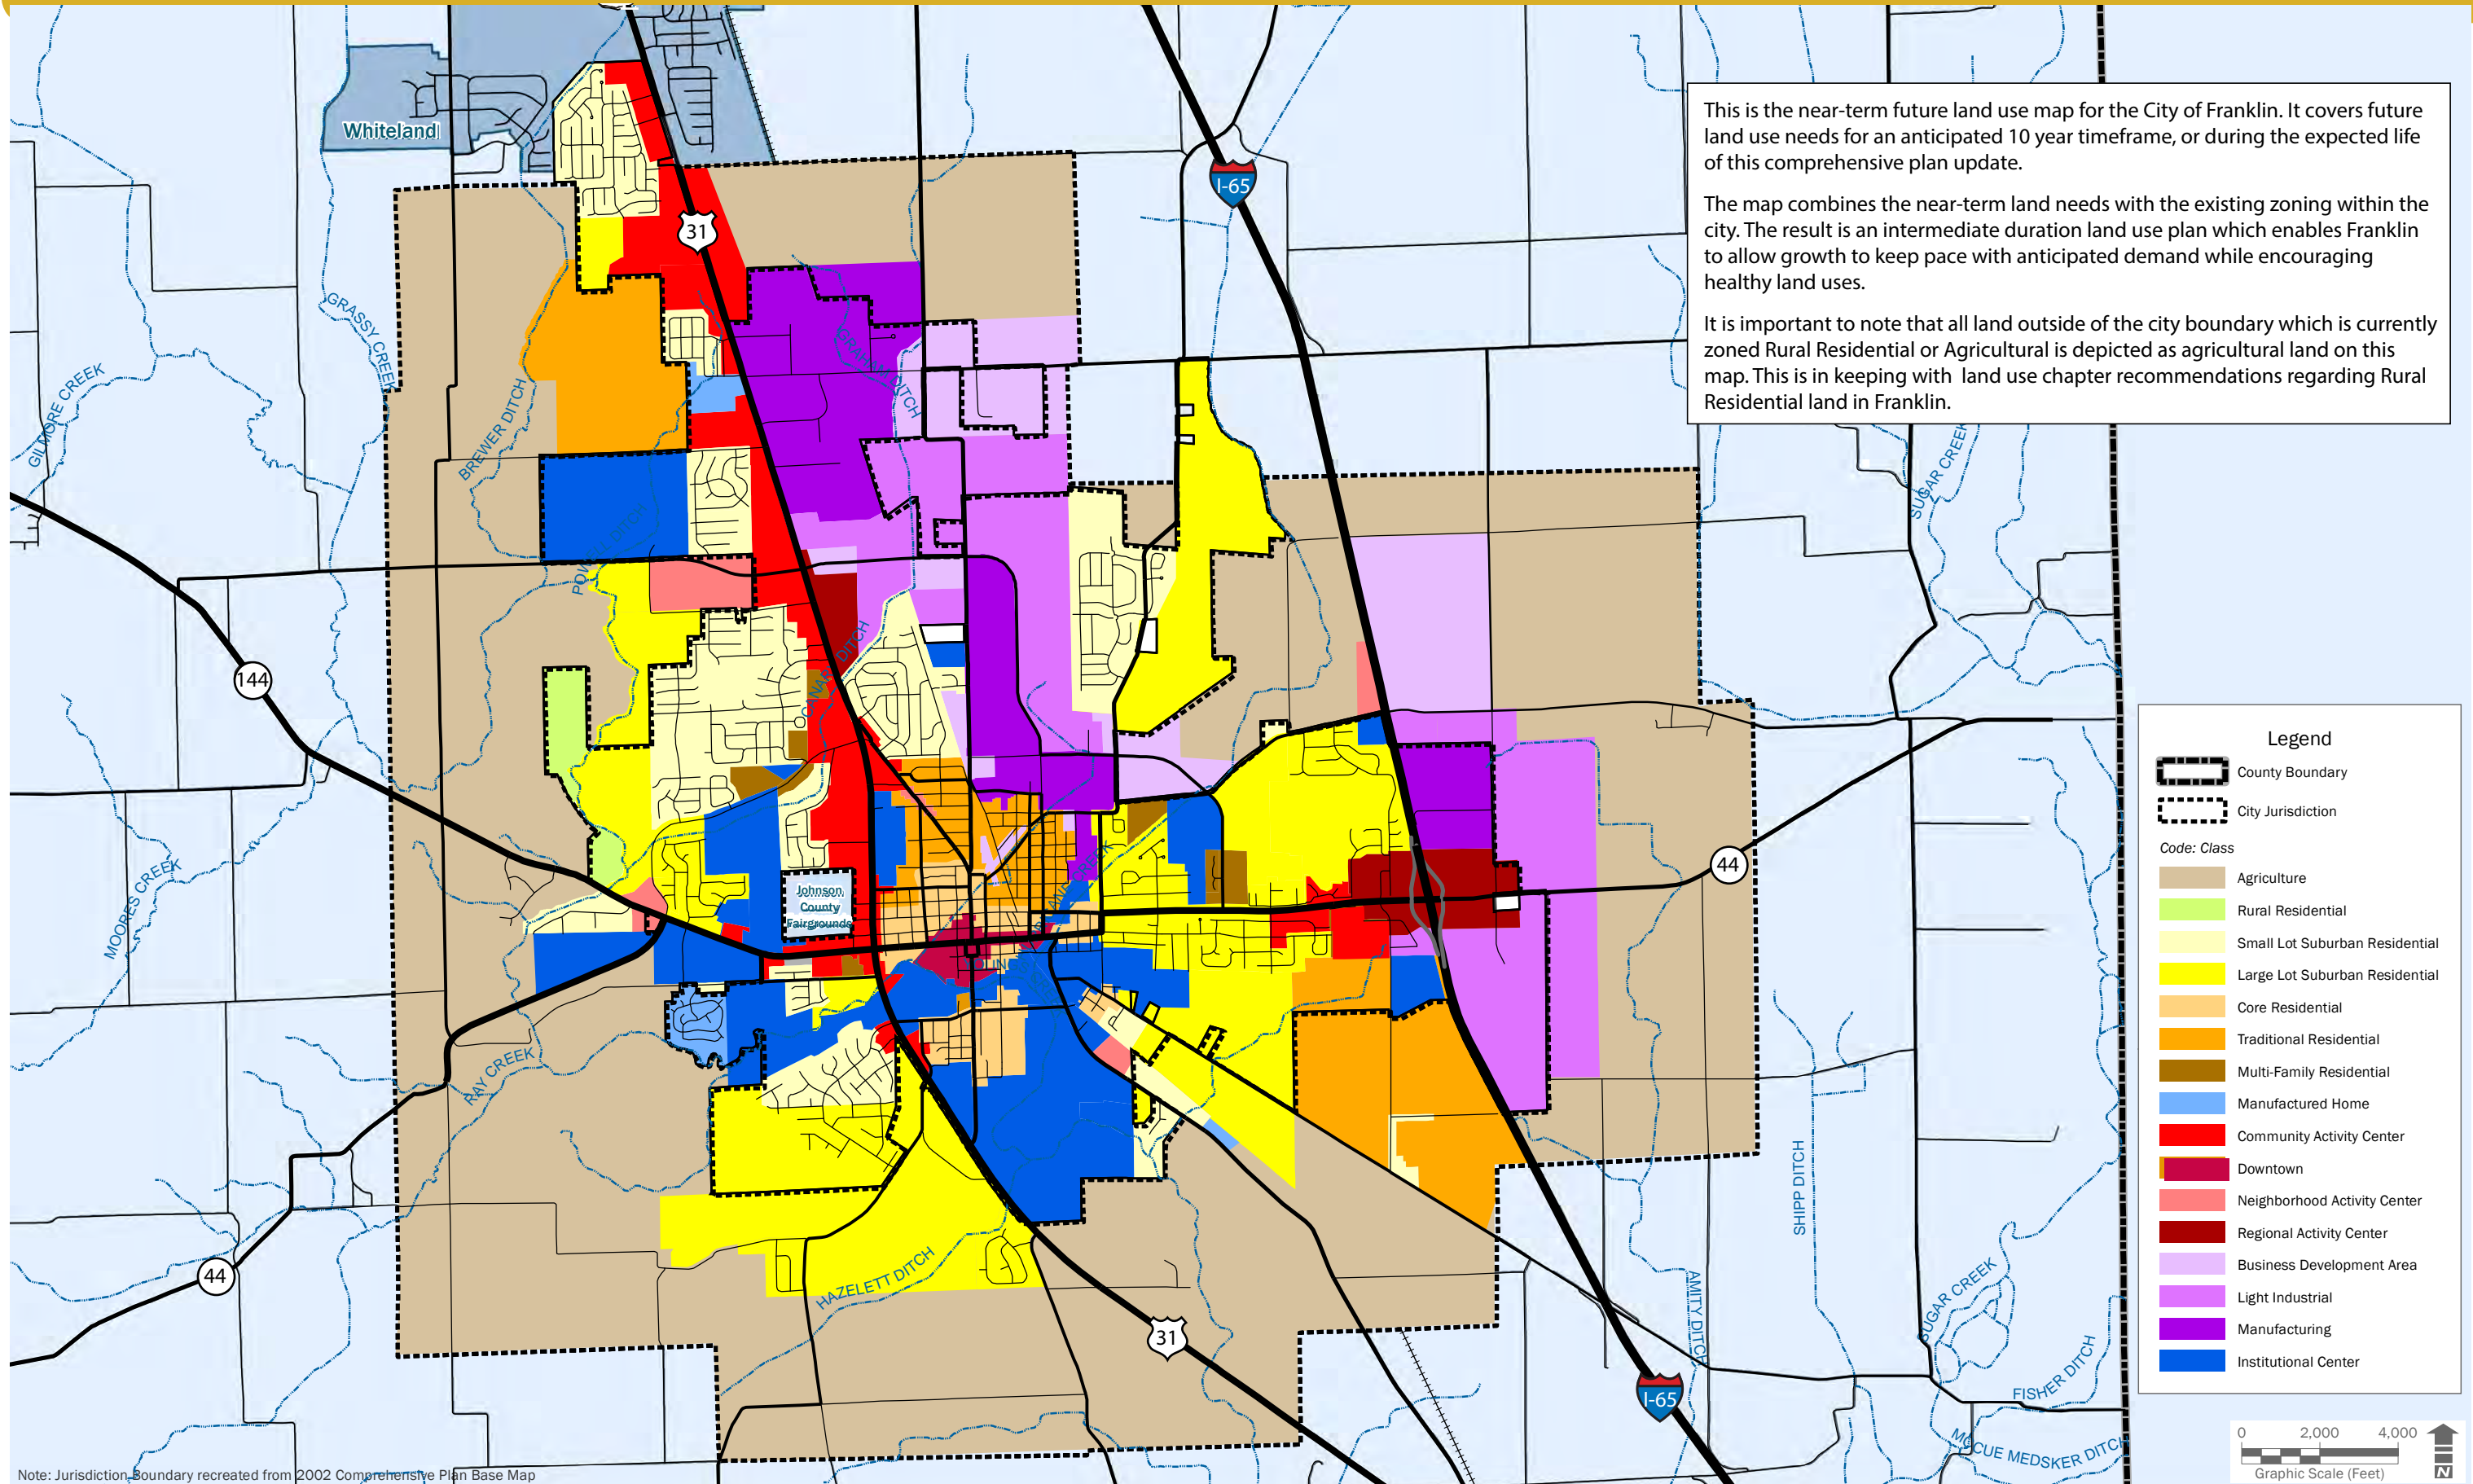 This is the near-term future land use map for the City of Franklin. It covers future
land use needs for an anticipated 10 year timeframe, or during the expected life
of this comprehensive plan update.
The map combines the near-term land needs with the existing zoning within the
city. The result is an intermediate duration land use plan which enables Franklin
to allow growth to keep pace with anticipated demand while encouraging
healthy land uses.
It is important to note that all land outside of the city boundary which is currently
zoned Rural Residential or Agricultural is depicted as agricultural land on this
map. This is in keeping with land use chapter recommendations regarding Rural
Residential land in Franklin.
Whiteland
I-65
31
GRASSY CREEK
GILMORE CREEK
BREWER DITCH
GRAHAM DITCH
SUGAR CREEK
POWELL DITCH
144
CANARY DITCH
MOORES CREEK
Johnson
County
Fairgrounds
44
RAY CREEK
HAZELETT DITCH
44
31
SHIPP DITCH
AMITY DITCH
I-65
SUGAR CREEK
FISHER DITCH
MCCUE MEDSKER DITCH
Legend
County Boundary
City Jurisdiction
Code: Class
Agriculture
Rural Residential
Small Lot Suburban Residential
Large Lot Suburban Residential
Core Residential
Traditional Residential
Multi-Family Residential
Manufactured Home
Community Activity Center
Downtown
Neighborhood Activity Center
Regional Activity Center
Business Development Area
Light Industrial
Manufacturing
Institutional Center
0 2,000 4,000
Graphic Scale (Feet)
N
Note: Jurisdiction Boundary recreated from 2002 Comprehensive Plan Base Map